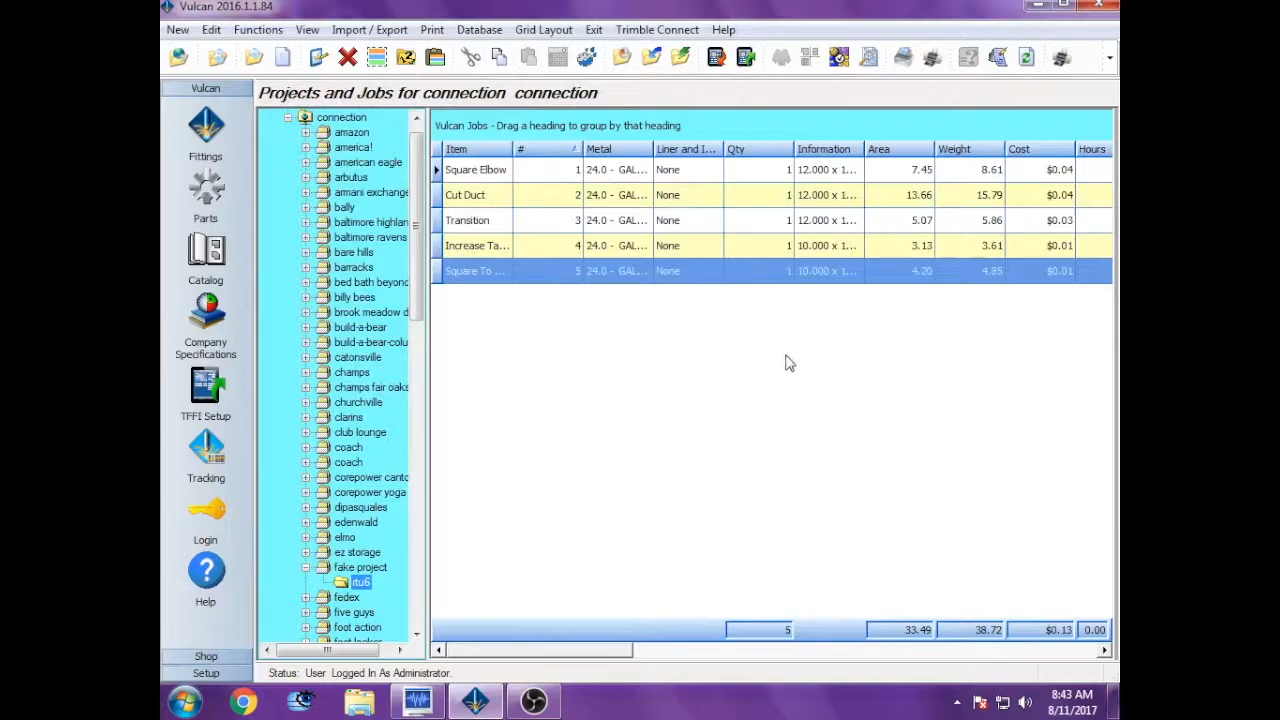 Vulcan 2016.1.1.84
New Edit Functions View Import / Export Print Database Grid Layout Exit Trimble Connect Help
Vulcan
Fittings
Parts
Catalog
Company
Specifications
TFFI Setup
Tracking
Login
Help
Shop
Setup
Projects and Jobs for connection connection
connection
amazon
america!
american eagle
arbutus
armani exchange
bally
baltimore highlan
baltimore ravens
bare hills
barracks
bed bath beyond
billy bees
brook meadow d
build-a-bear
build-a-bear-colu
catonsville
champs
champs fair oaks
churchville
clarins
club lounge
coach
coach
corepower canto
corepower yoga
dipasquales
edenwald
elmo
ez storage
fake project
rtu6
fedex
five guys
foot action
foot locker
Vulcan Jobs - Drag a heading to group by that heading
Item # Metal Liner and I... Qty Information Area Weight Cost Hours
Square Elbow 1 24.0 - GAL... None 1 12.000 x 1... 7.45 8.61 $0.04
Cut Duct 2 24.0 - GAL... None 1 12.000 x 1... 13.66 15.79 $0.04
Transition 3 24.0 - GAL... None 1 12.000 x 1... 5.07 5.86 $0.03
Increase Ta... 4 24.0 - GAL... None 1 10.000 x 1... 3.13 3.61 $0.01
Square To ... 5 24.0 - GAL... None 1 10.000 x 1... 4.20 4.85 $0.01
5 33.49 38.72 $0.13 0.00
Status: User Logged In As Administrator.
8:43 AM
8/11/2017